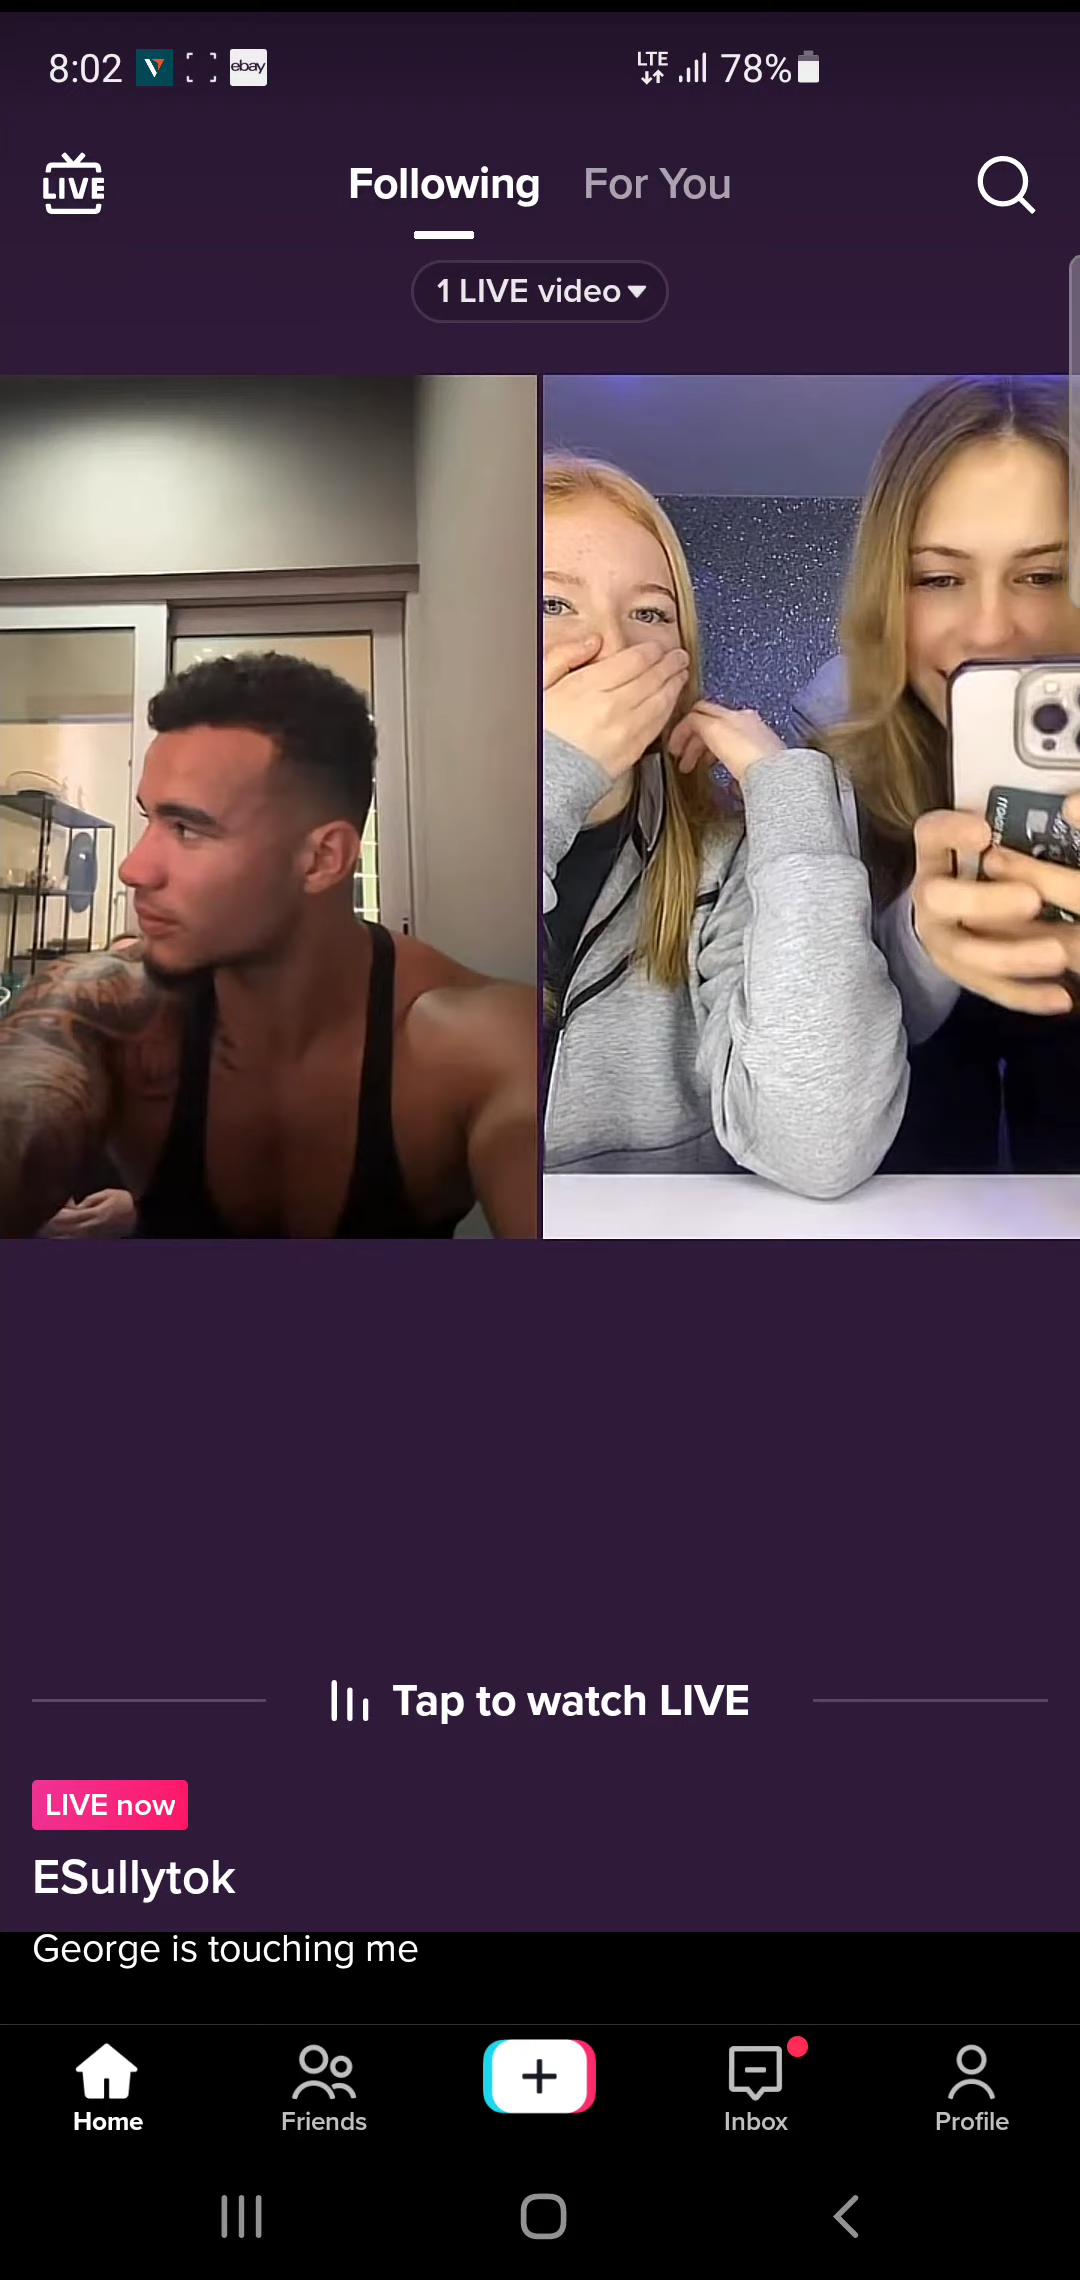 8:02 ebay LTE 78%
LIVE
Following For You
1 LIVE video
Tap to watch LIVE
LIVE now
ESullytok
George is touching me
Home Friends Inbox Profile